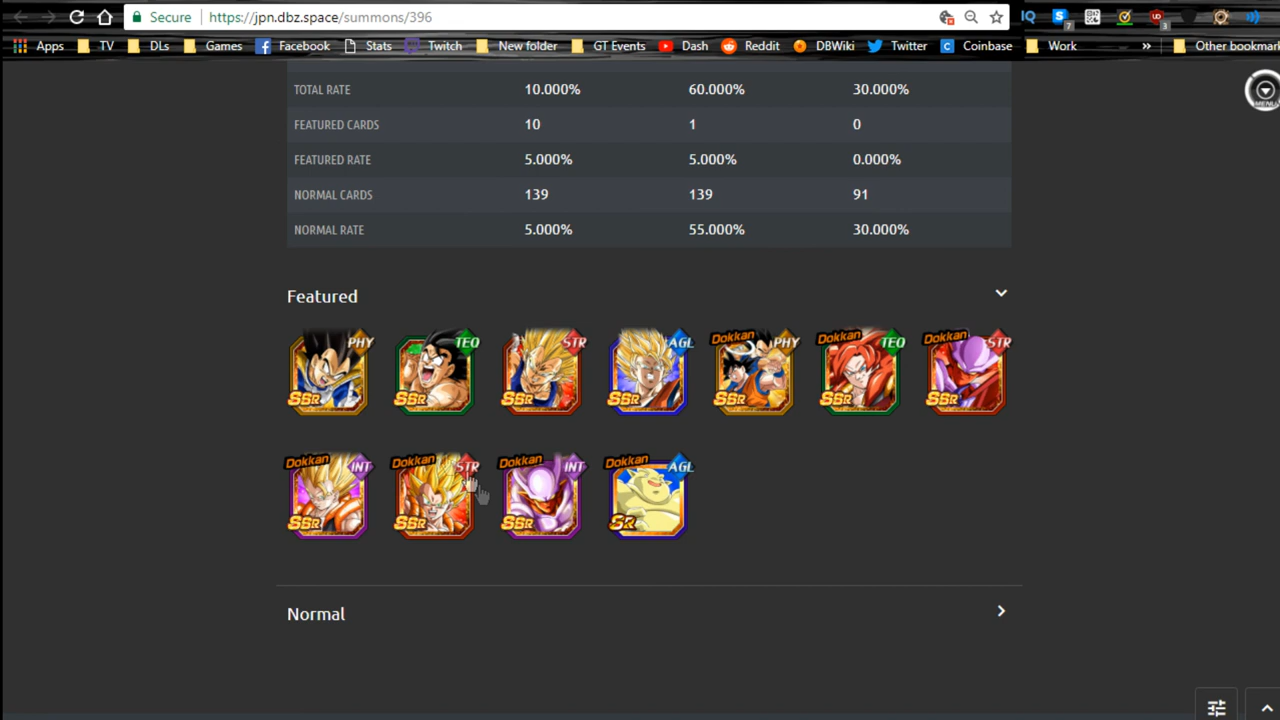 Secure https://jpn.dbz.space/summons/396 IQ 7 UD 3
Apps TV DLs Games Facebook Stats Twitch New folder GT Events Dash Reddit DBWiki Twitter Coinbase Work » Other bookmar
TOTAL RATE 10.000% 60.000% 30.000%
MENU
FEATURED CARDS 10 1 0
FEATURED RATE 5.000% 5.000% 0.000%
NORMAL CARDS 139 139 91
NORMAL RATE 5.000% 55.000% 30.000%
Featured
PHY TEQ STR AGL Dokkan PHY Dokkan TEQ Dokkan STR
SSR SSR SSR SSR SSR SSR SSR
Dokkan INT Dokkan STR Dokkan INT Dokkan AGL
SSR SSR SSR SR
Normal